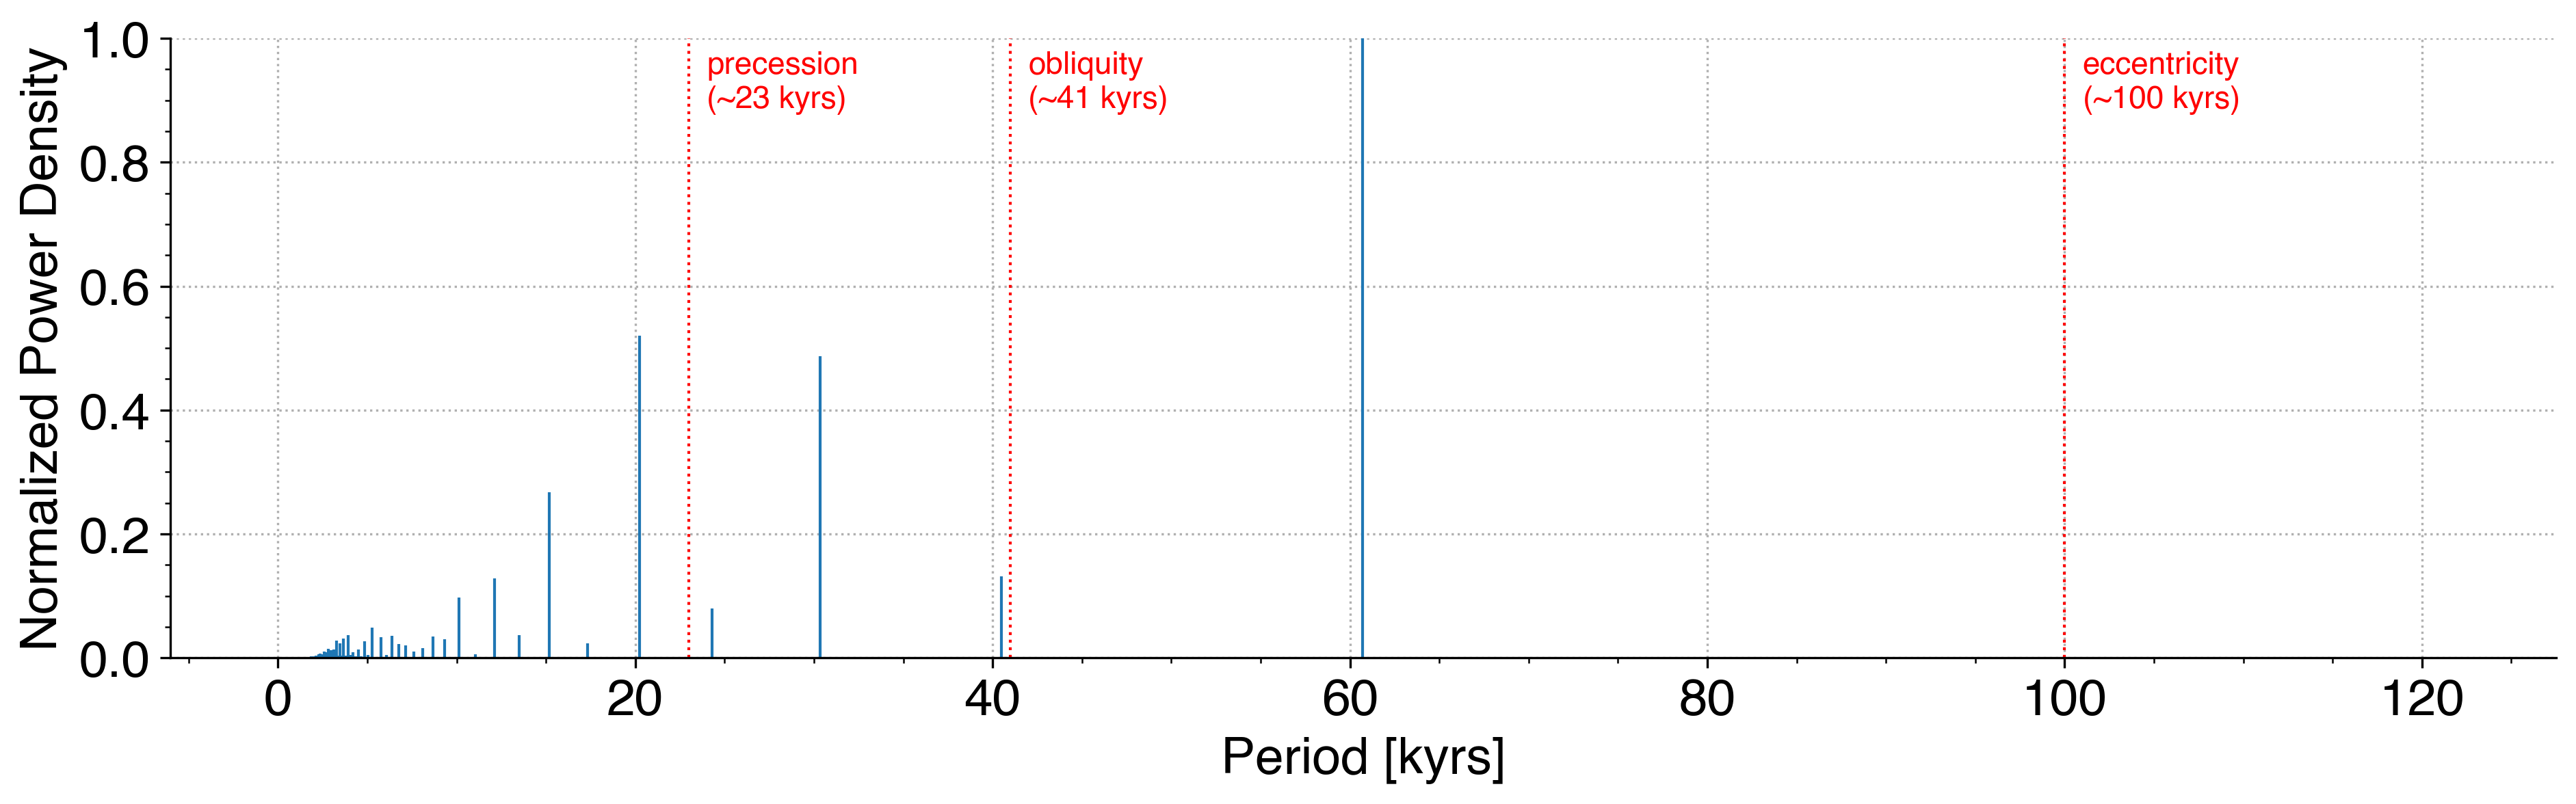 Normalized Power Density
1.0
0.8
0.6
0.4
0.2
0.0
precession
(~23 kyrs)
obliquity
(~41 kyrs)
eccentricity
(~100 kyrs)
0 20 40 60 80 100 120
Period [kyrs]